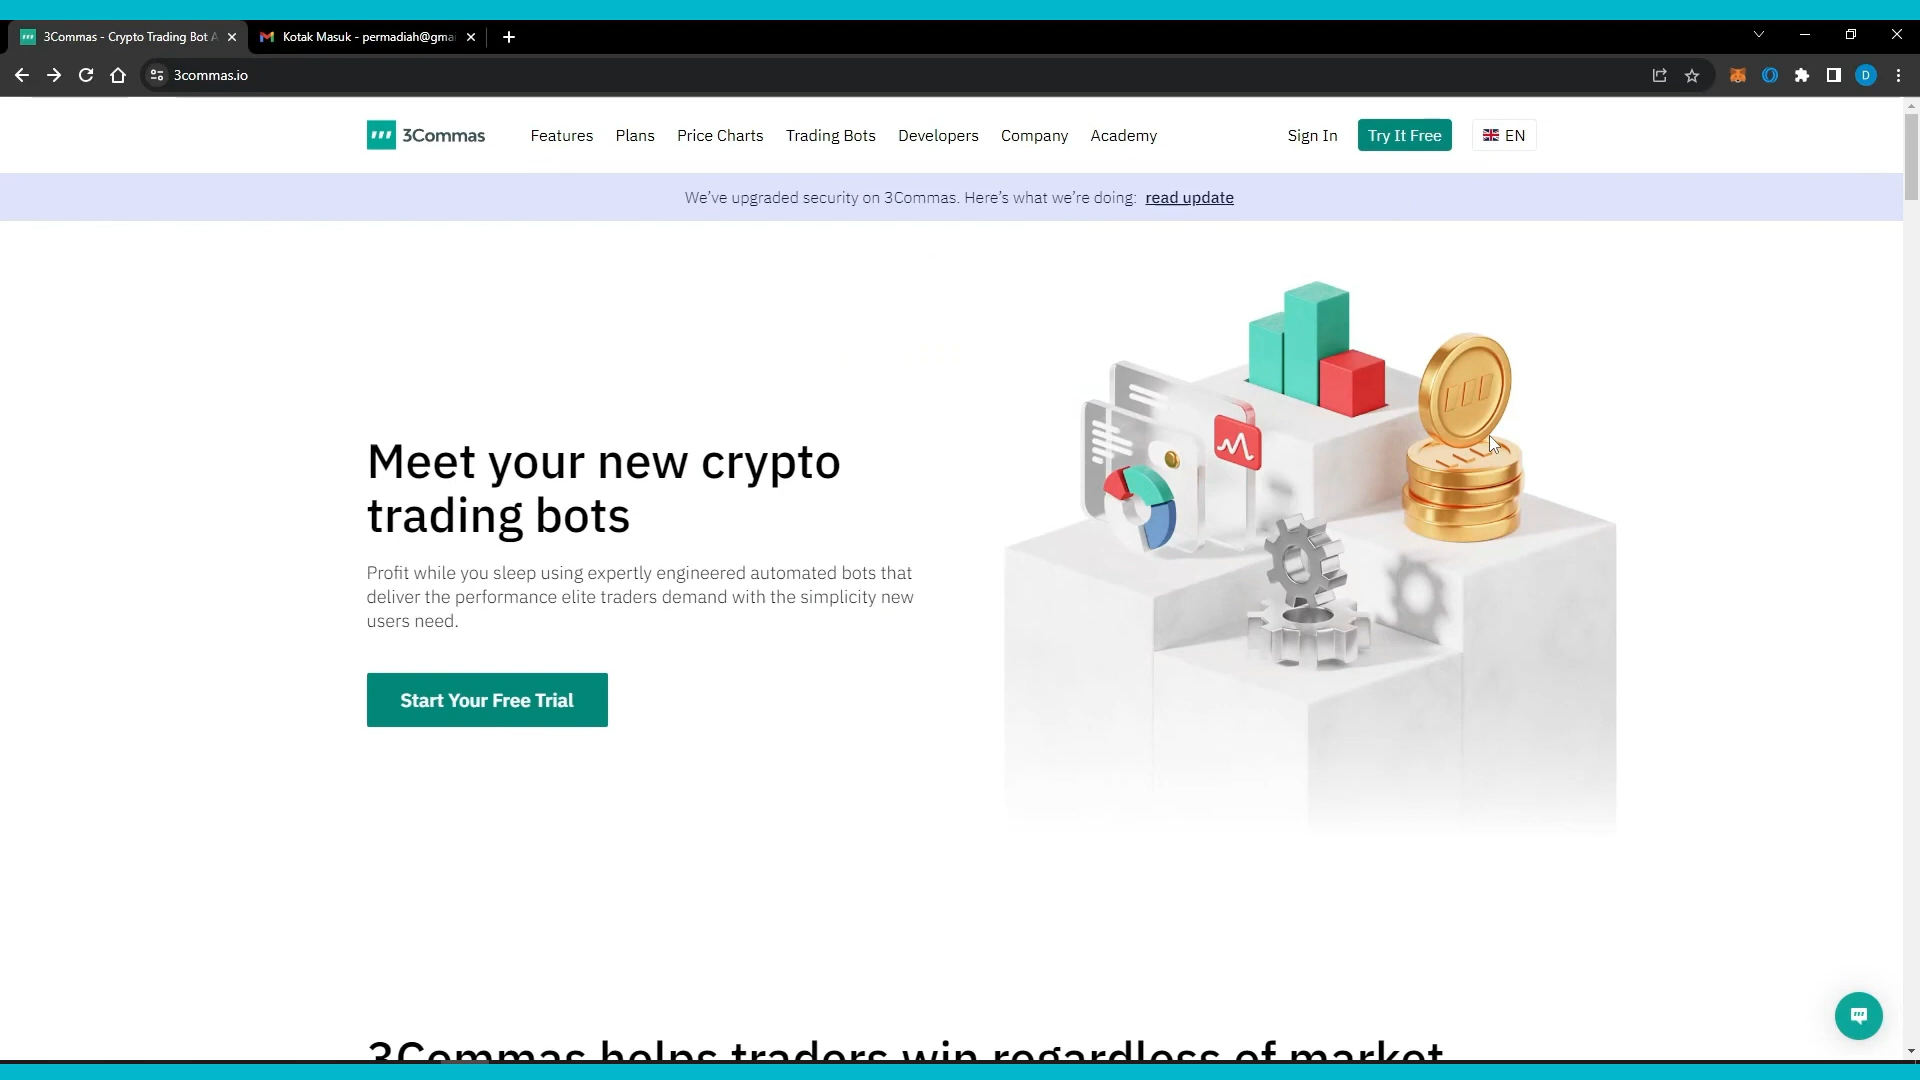 3Commas - Crypto Trading Bot A
Kotak Masuk - permadiah@gmai
3commas.io
D
3Commas
Features
Plans
Price Charts
Trading Bots
Developers
Company
Academy
Sign In
Try It Free
EN
We've upgraded security on 3Commas. Here's what we're doing: read update
Meet your new crypto
trading bots
Profit while you sleep using expertly engineered automated bots that
deliver the performance elite traders demand with the simplicity new
users need.
Start Your Free Trial
3Commas helps traders win regardless of market